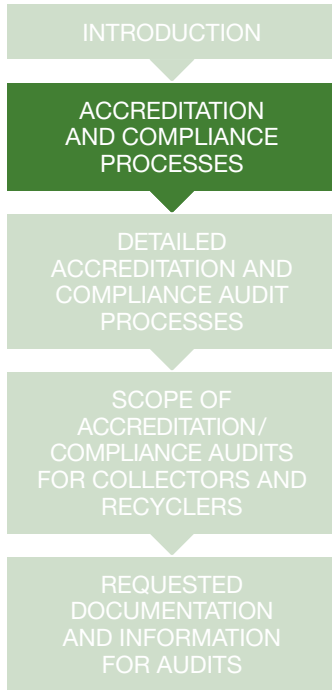 INTRODUCTION
ACCREDITATION
AND COMPLIANCE
PROCESSES
DETAILED
ACCREDITATION AND
COMPLIANCE AUDIT
PROCESSES
SCOPE OF
ACCREDITATION/
COMPLIANCE AUDITS
FOR COLLECTORS AND
RECYCLERS
REQUESTED
DOCUMENTATION
AND INFORMATION
FOR AUDITS